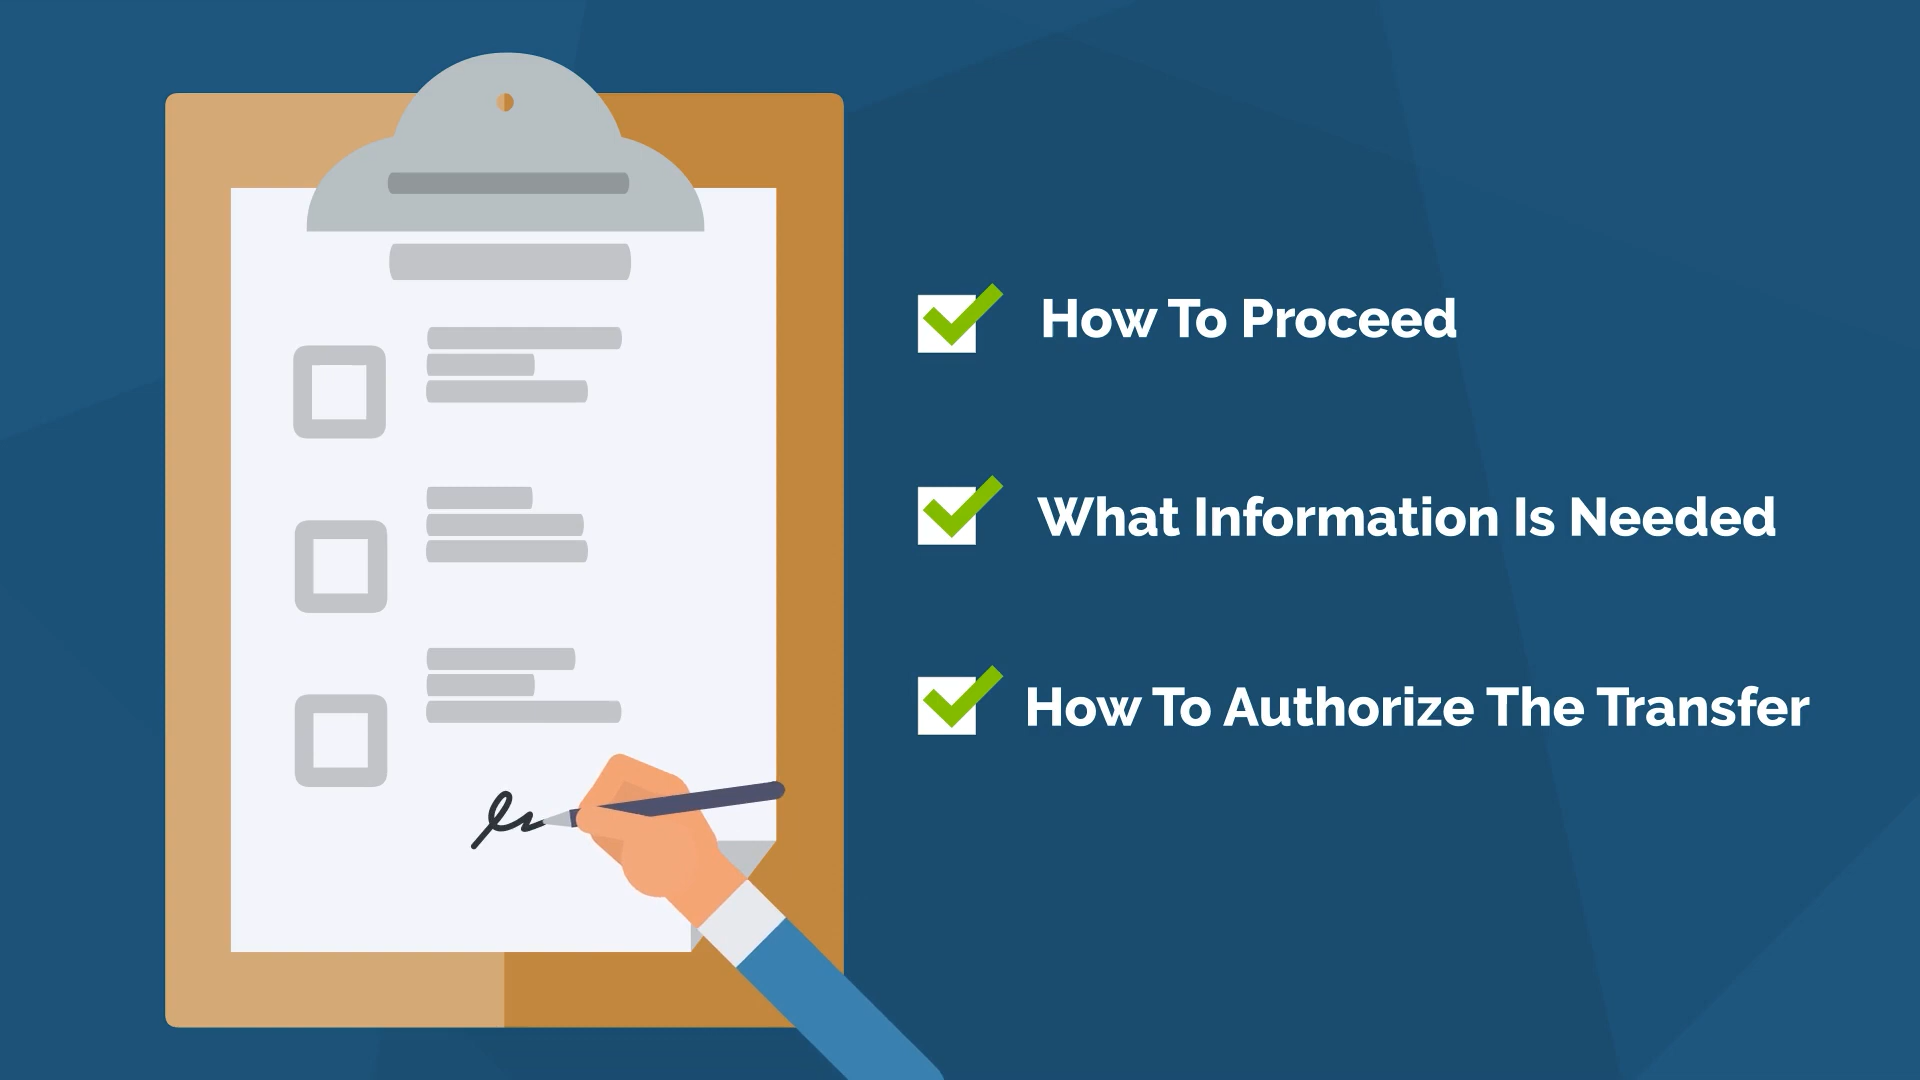 How To Proceed
What Information Is Needed
How To Authorize The Transfer